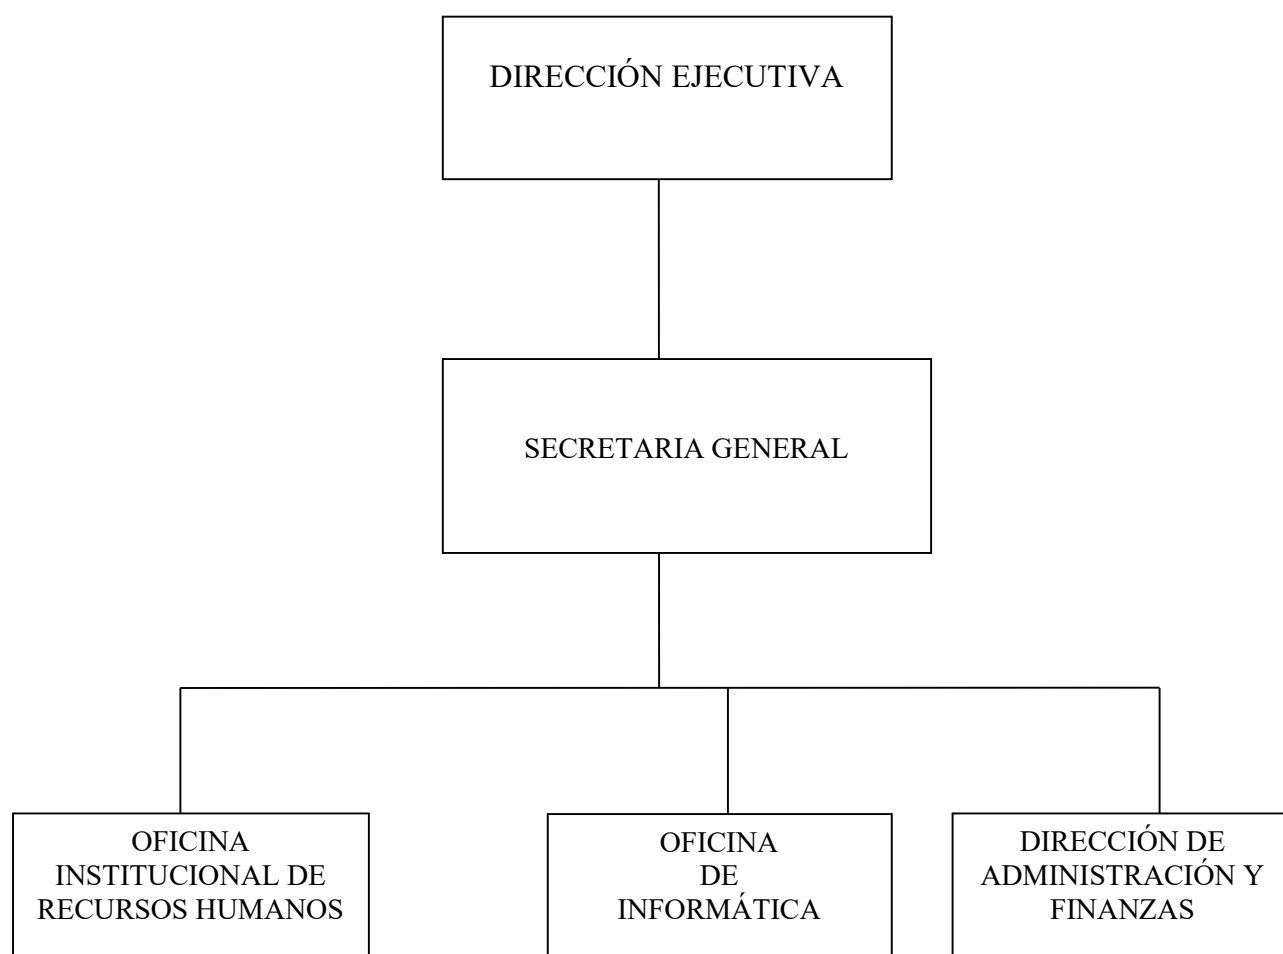 DIRECCIÓN EJECUTIVA
SECRETARIA GENERAL
OFICINA
INSTITUCIONAL DE
RECURSOS HUMANOS
OFICINA
DE
INFORMÁTICA
DIRECCIÓN DE
ADMINISTRACIÓN Y
FINANZAS